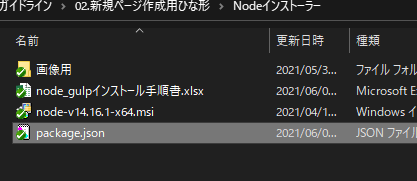 ガイドライン › 02.新規ページ作成用ひな形 › Nodeインストーラー
名前 更新日時 種類
画像用 2021/05/3... ファイル フォル
node_gulpインストール手順書.xlsx 2021/06/0... Microsoft E
node-v14.16.1-x64.msi 2021/04/1... Windows イ
package.json 2021/06/0... JSON ファイ